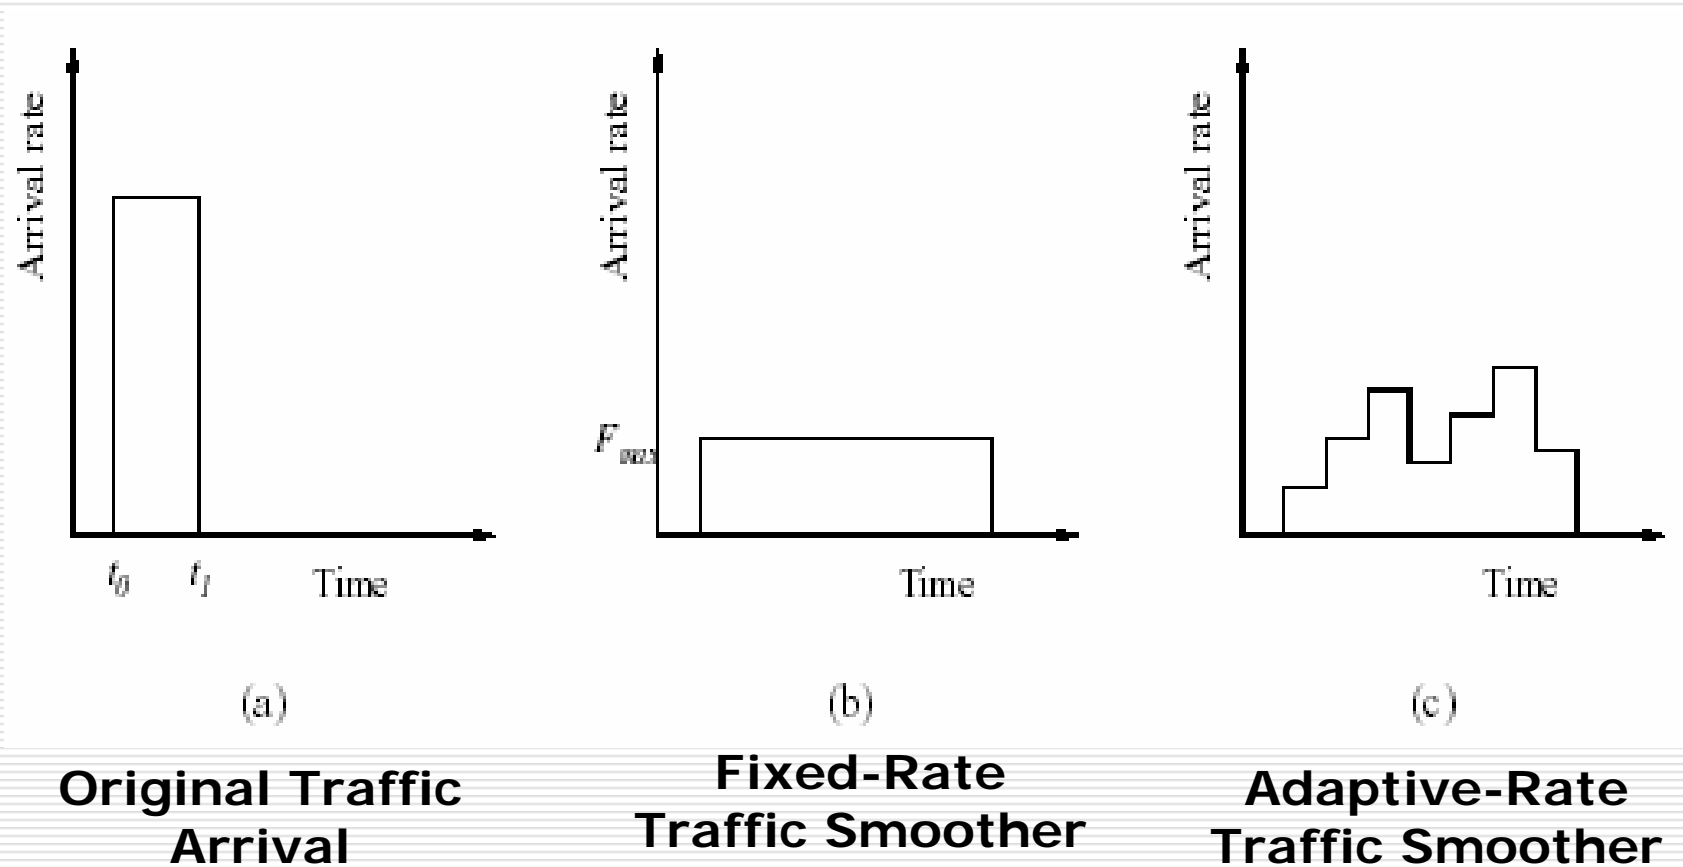 Arrival rate
t0 t1 Time
(a)
Original Traffic
Arrival
Arrival rate
Fmax
Time
(b)
Fixed-Rate
Traffic Smoother
Arrival rate
Time
(c)
Adaptive-Rate
Traffic Smoother